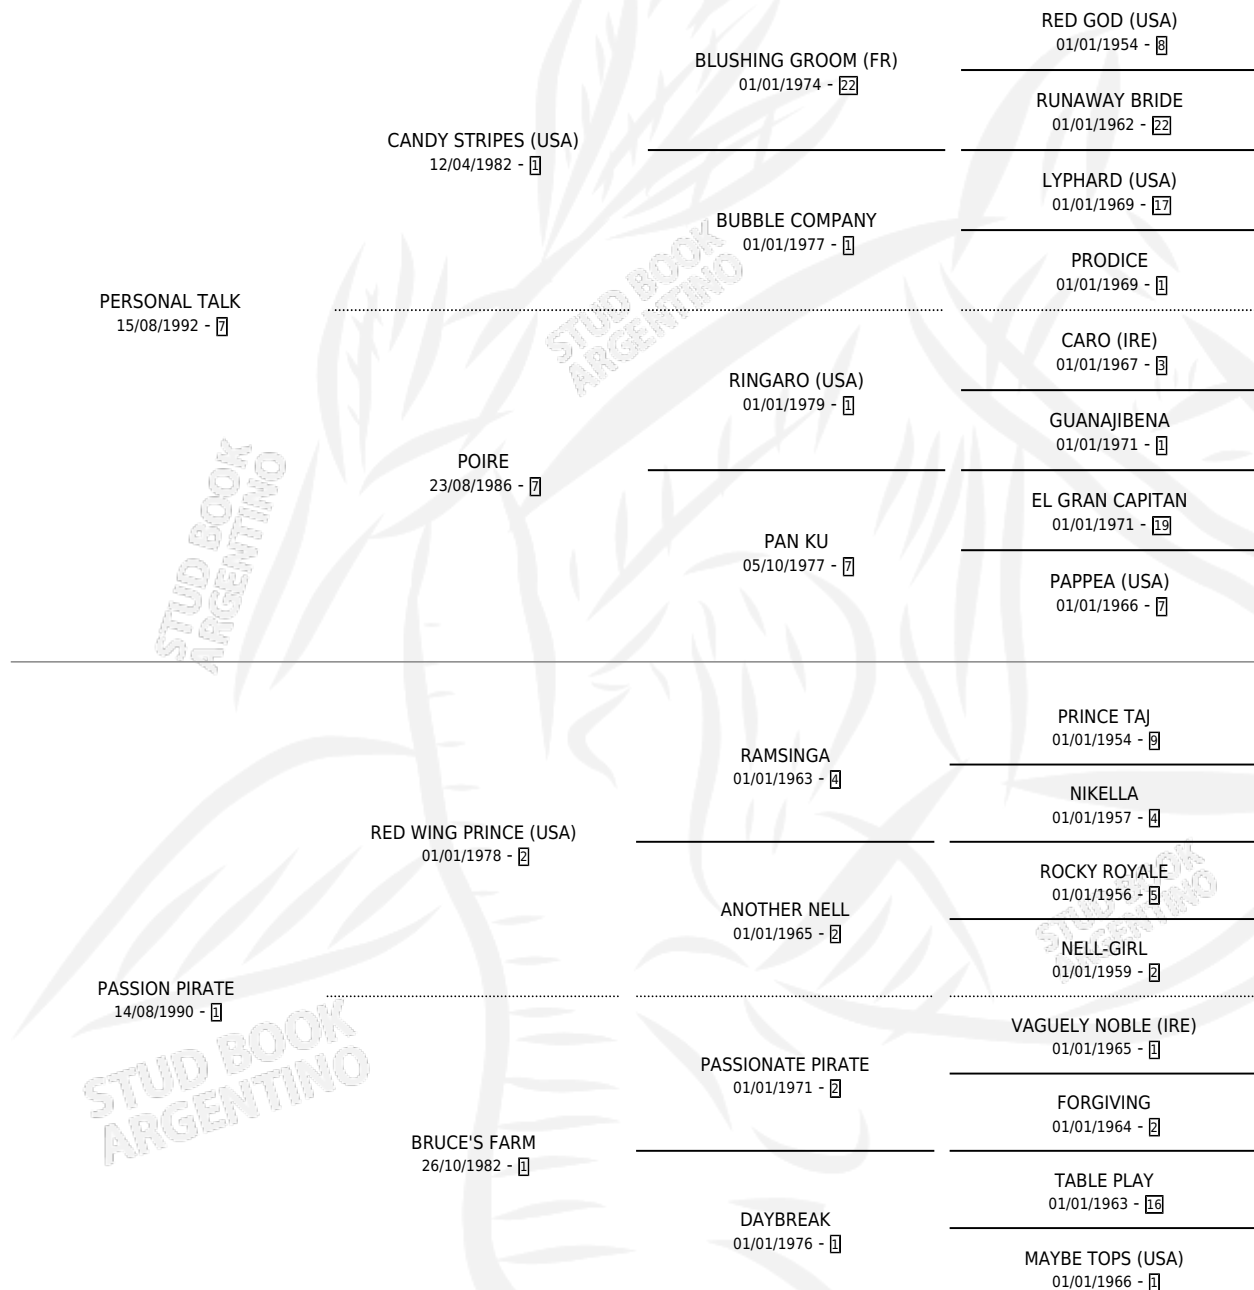 RED GOD (USA)
01/01/1954 - 8
BLUSHING GROOM (FR)
01/01/1974 - 22
RUNAWAY BRIDE
01/01/1962 - 22
CANDY STRIPES (USA)
12/04/1982 - 1
LYPHARD (USA)
01/01/1969 - 17
BUBBLE COMPANY
01/01/1977 - 1
PRODICE
01/01/1969 - 1
PERSONAL TALK
15/08/1992 - 7
STUD BOOK
ARGENTINO
CARO (IRE)
01/01/1967 - 3
RINGARO (USA)
01/01/1979 - 1
GUANAJIBENA
01/01/1971 - 1
POIRE
23/08/1986 - 7
EL GRAN CAPITAN
01/01/1971 - 19
PAN KU
05/10/1977 - 7
PAPPEA (USA)
01/01/1966 - 7
STUD BOOK
ARGENTINO
PRINCE TAJ
01/01/1954 - 9
RAMSINGA
01/01/1963 - 4
NIKELLA
01/01/1957 - 4
RED WING PRINCE (USA)
01/01/1978 - 2
ROCKY ROYALE
01/01/1956 - 5
ANOTHER NELL
01/01/1965 - 2
NELL-GIRL
01/01/1959 - 2
STUD BOOK
ARGENTINO
PASSION PIRATE
14/08/1990 - 1
VAGUELY NOBLE (IRE)
01/01/1965 - 1
PASSIONATE PIRATE
01/01/1971 - 2
FORGIVING
01/01/1964 - 2
STUD BOOK
ARGENTINO
BRUCE'S FARM
26/10/1982 - 1
TABLE PLAY
01/01/1963 - 16
DAYBREAK
01/01/1976 - 1
MAYBE TOPS (USA)
01/01/1966 - 1